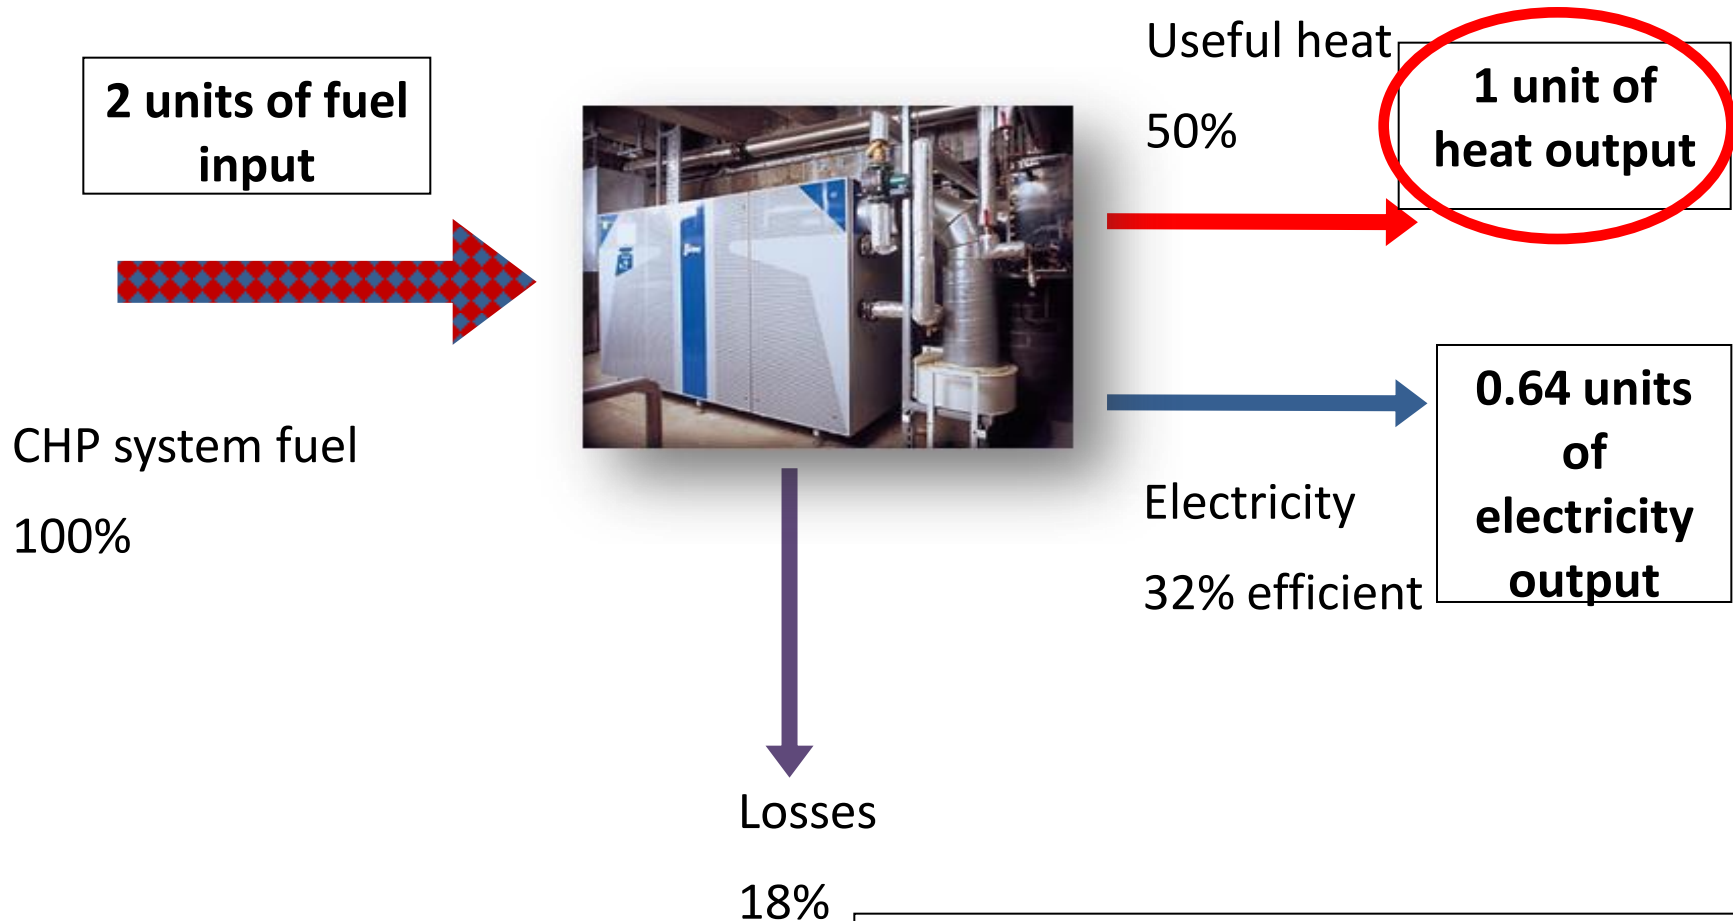 2 units of fuel
input
CHP system fuel
100%
Useful heat
50%
1 unit of
heat output
Electricity
32% efficient
0.64 units
of
electricity
output
Losses
18%